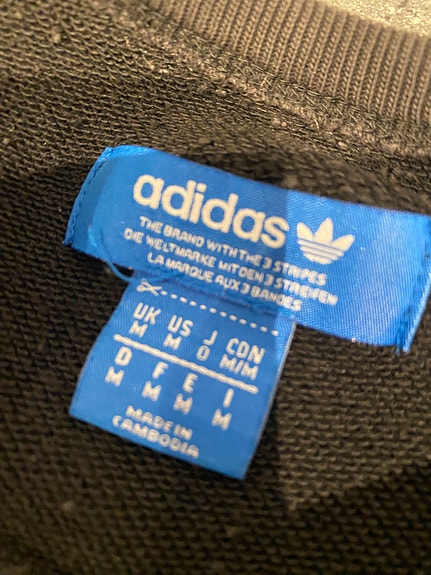 adidas
THE BRAND WITH THE 3 STRIPES
DIE WELTMARKE MIT DEN 3 STREIFEN
LA MARQUE AUX 3 BANDES
UK US J CDN
M M O M/M
D F E I
M M M M
MADE IN
CAMBODIA